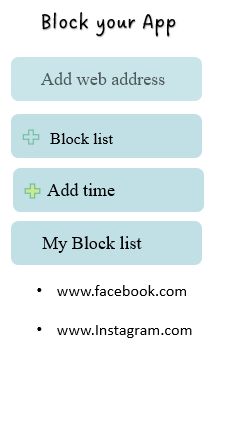 Block your App
Add web address
Block list
Add time
My Block list
• www.facebook.com
• www.Instagram.com